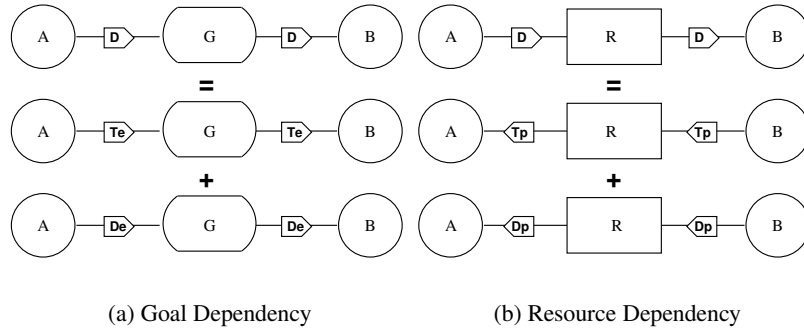 A D G D B A D R D B
= =
A Te G Te B A Tp R Tp B
+ +
A De G De B A Dp R Dp B
(a) Goal Dependency (b) Resource Dependency